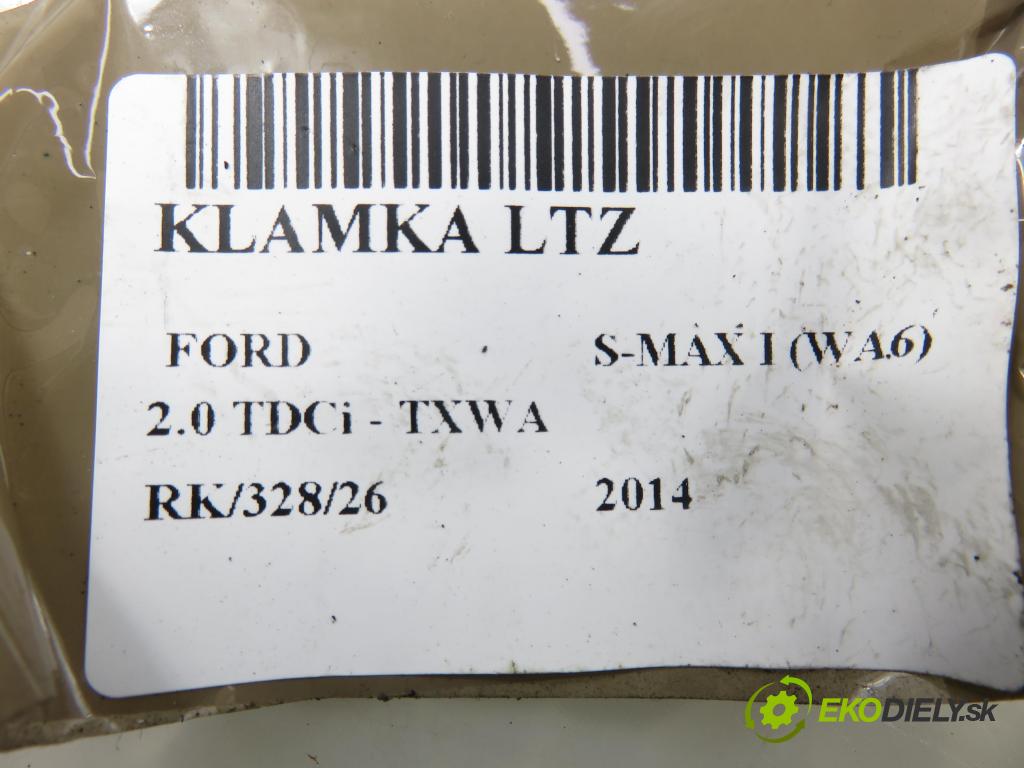 KLAMKA LTZ
FORD S-MAX I (WA6)
2.0 TDCi - TXWA
RK/328/26 2014
EKODIELY.sk